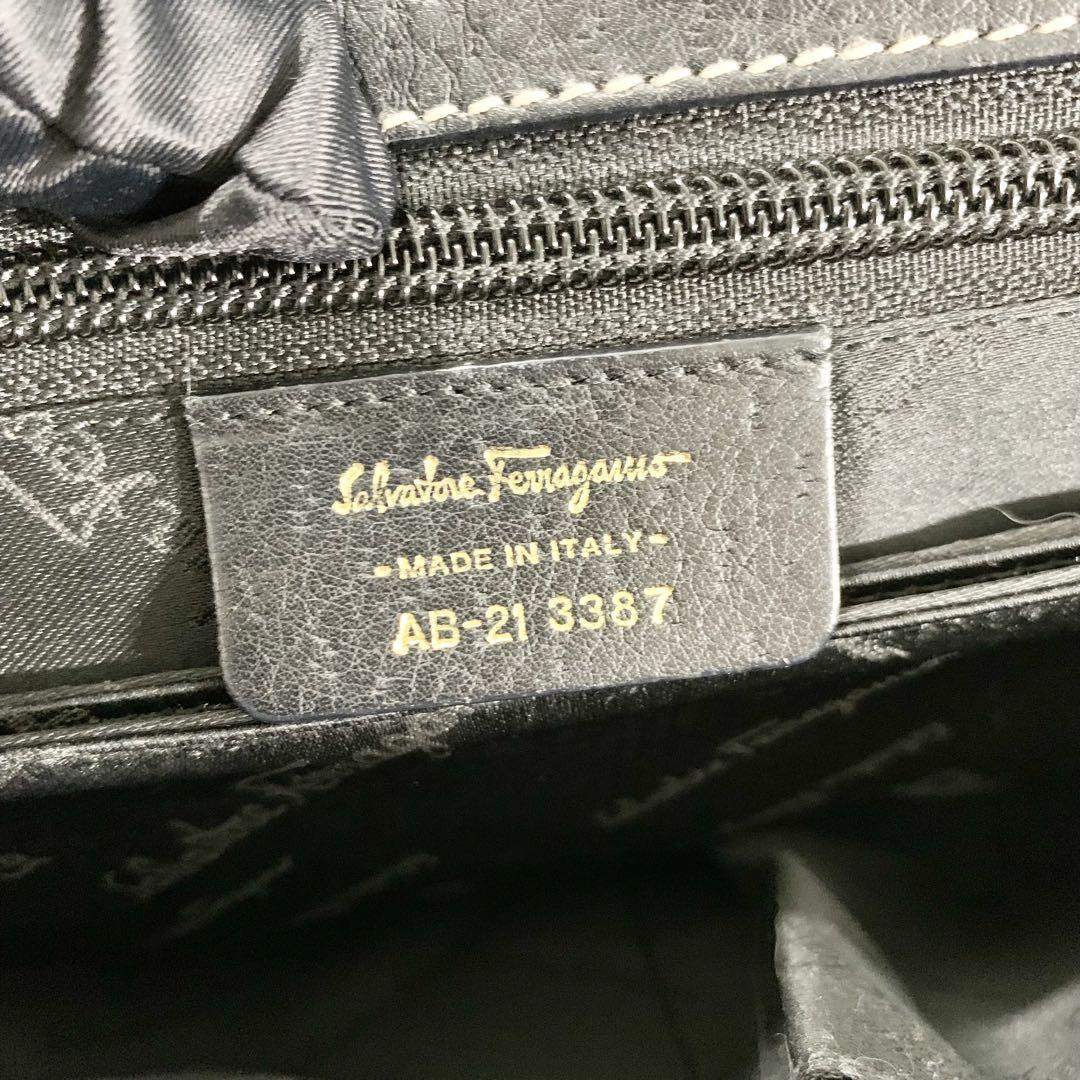 Salvatore Ferragamo
-MADE IN ITALY-
AB-21 3387